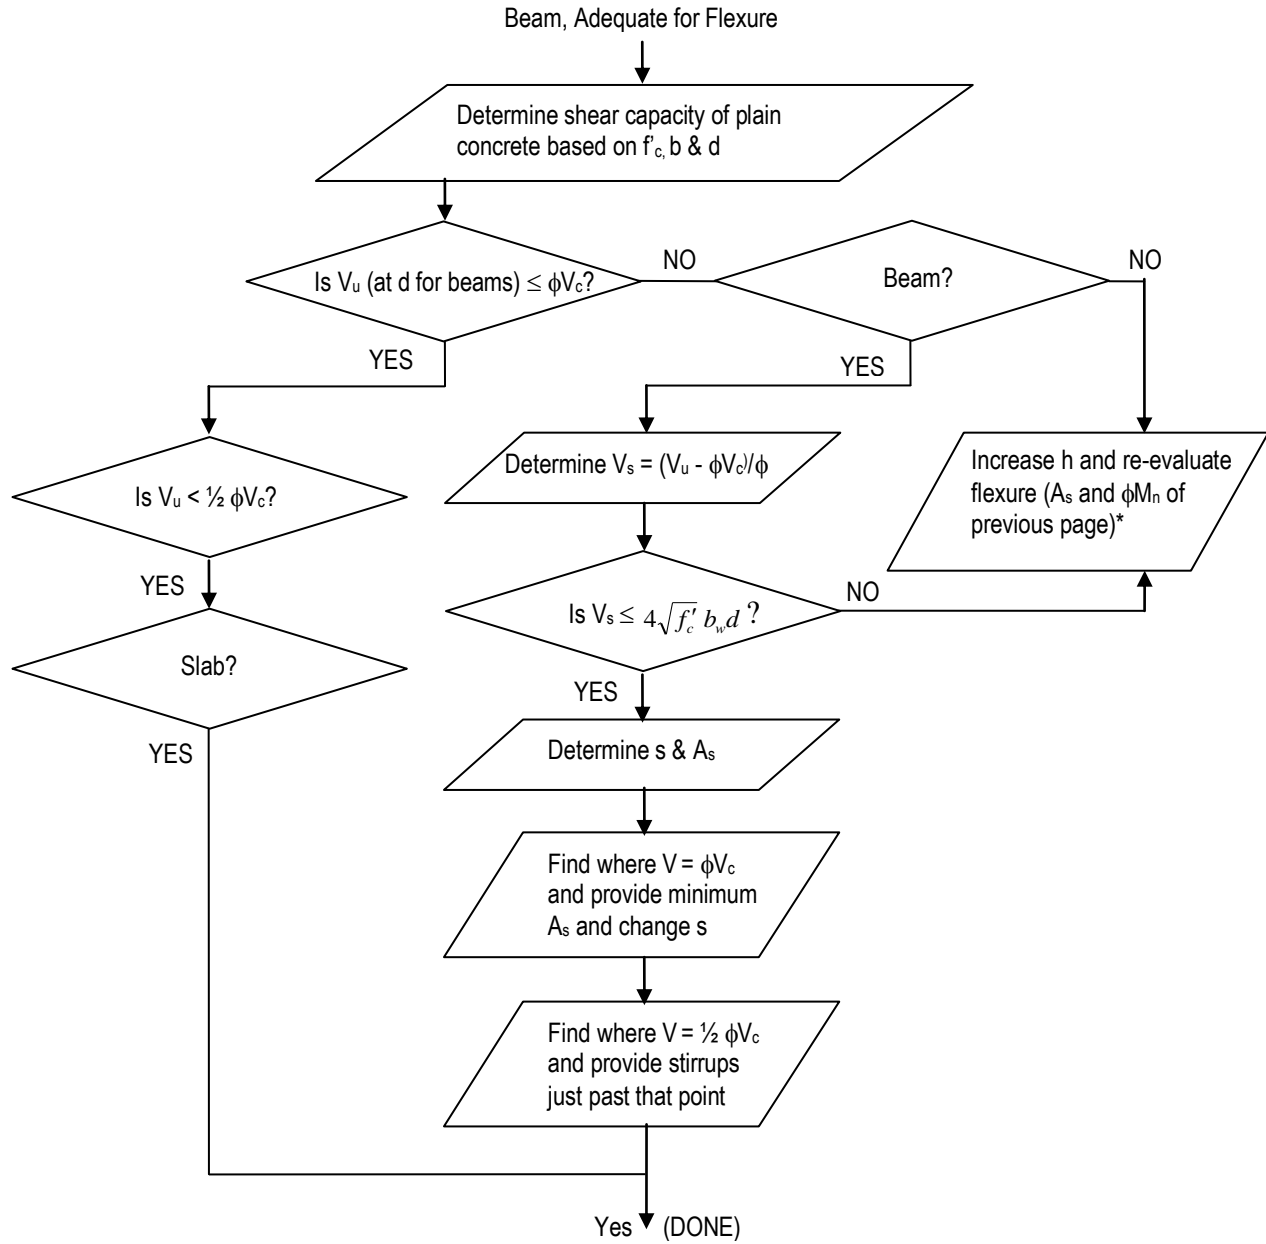 Beam, Adequate for Flexure
Determine shear capacity of plain
concrete based on f'c, b & d
Is Vu (at d for beams) ≤ ϕVc?
NO
Beam?
NO
YES
YES
Is Vu < ½ ϕVc?
Determine Vs = (Vu - ϕVc)/ϕ
Increase h and re-evaluate
flexure (As and ϕMn of
previous page)*
YES
Is Vs ≤ 4√f′c bwd ?
NO
Slab?
YES
YES
Determine s & As
Find where V = ϕVc
and provide minimum
As and change s
Find where V = ½ ϕVc
and provide stirrups
just past that point
Yes (DONE)